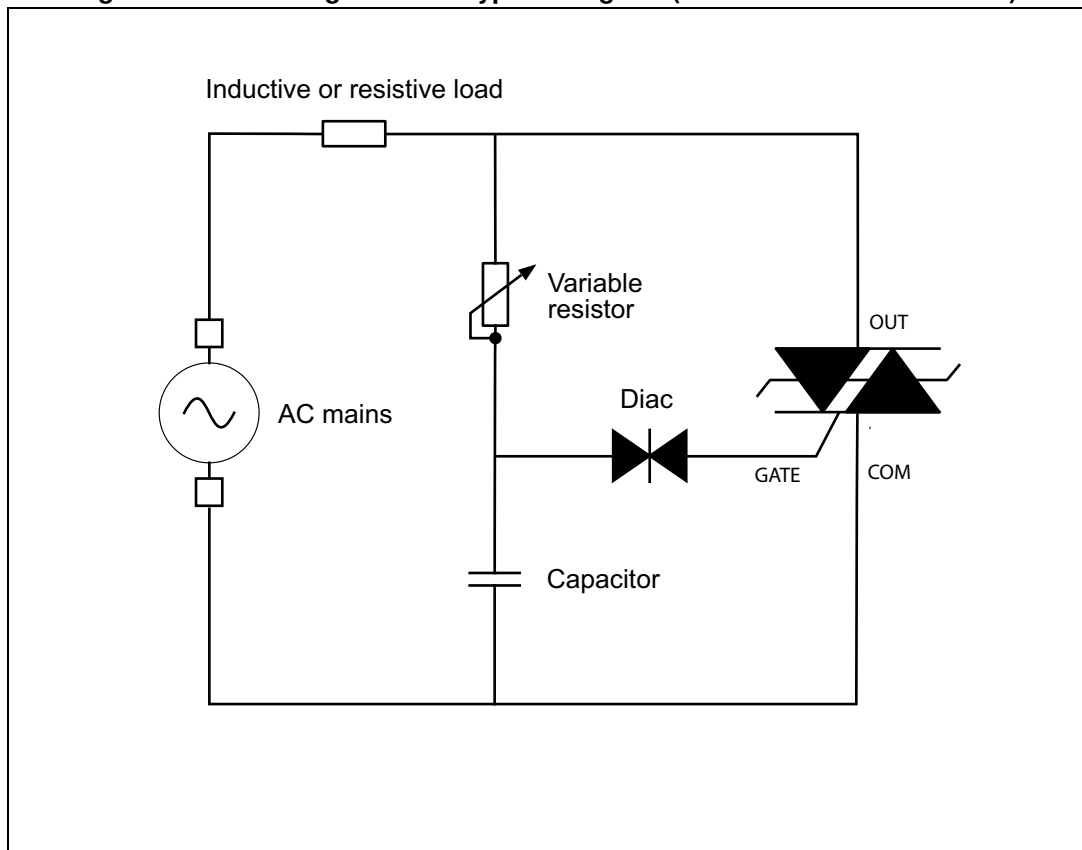 Inductive or resistive load
Variable
resistor
OUT
AC mains
Diac
GATE
COM
Capacitor